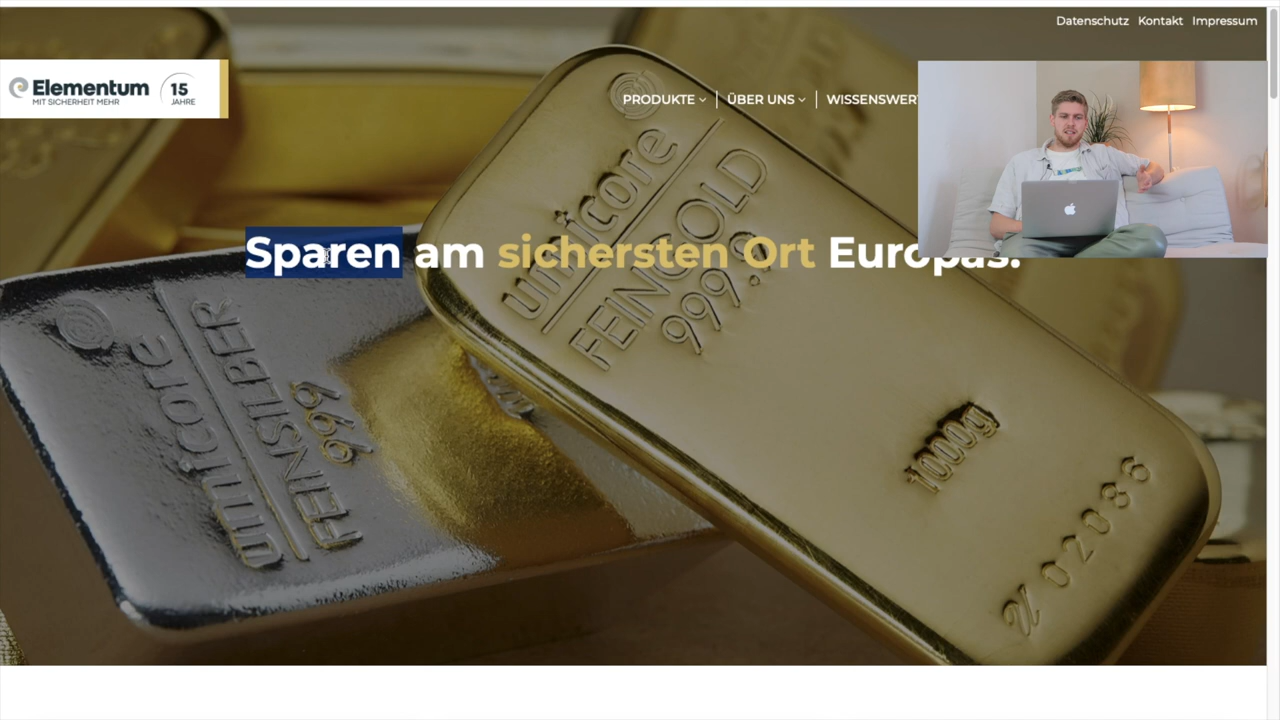 Datenschutz Kontakt Impressum
Elementum
MIT SICHERHEIT MEHR
15
JAHRE
PRODUKTE
ÜBER UNS
Sparen am sichersten Ort Europas!
umicore
FEINGOLD
999.9
1000g
020836
umicore
FEINSILBER
999